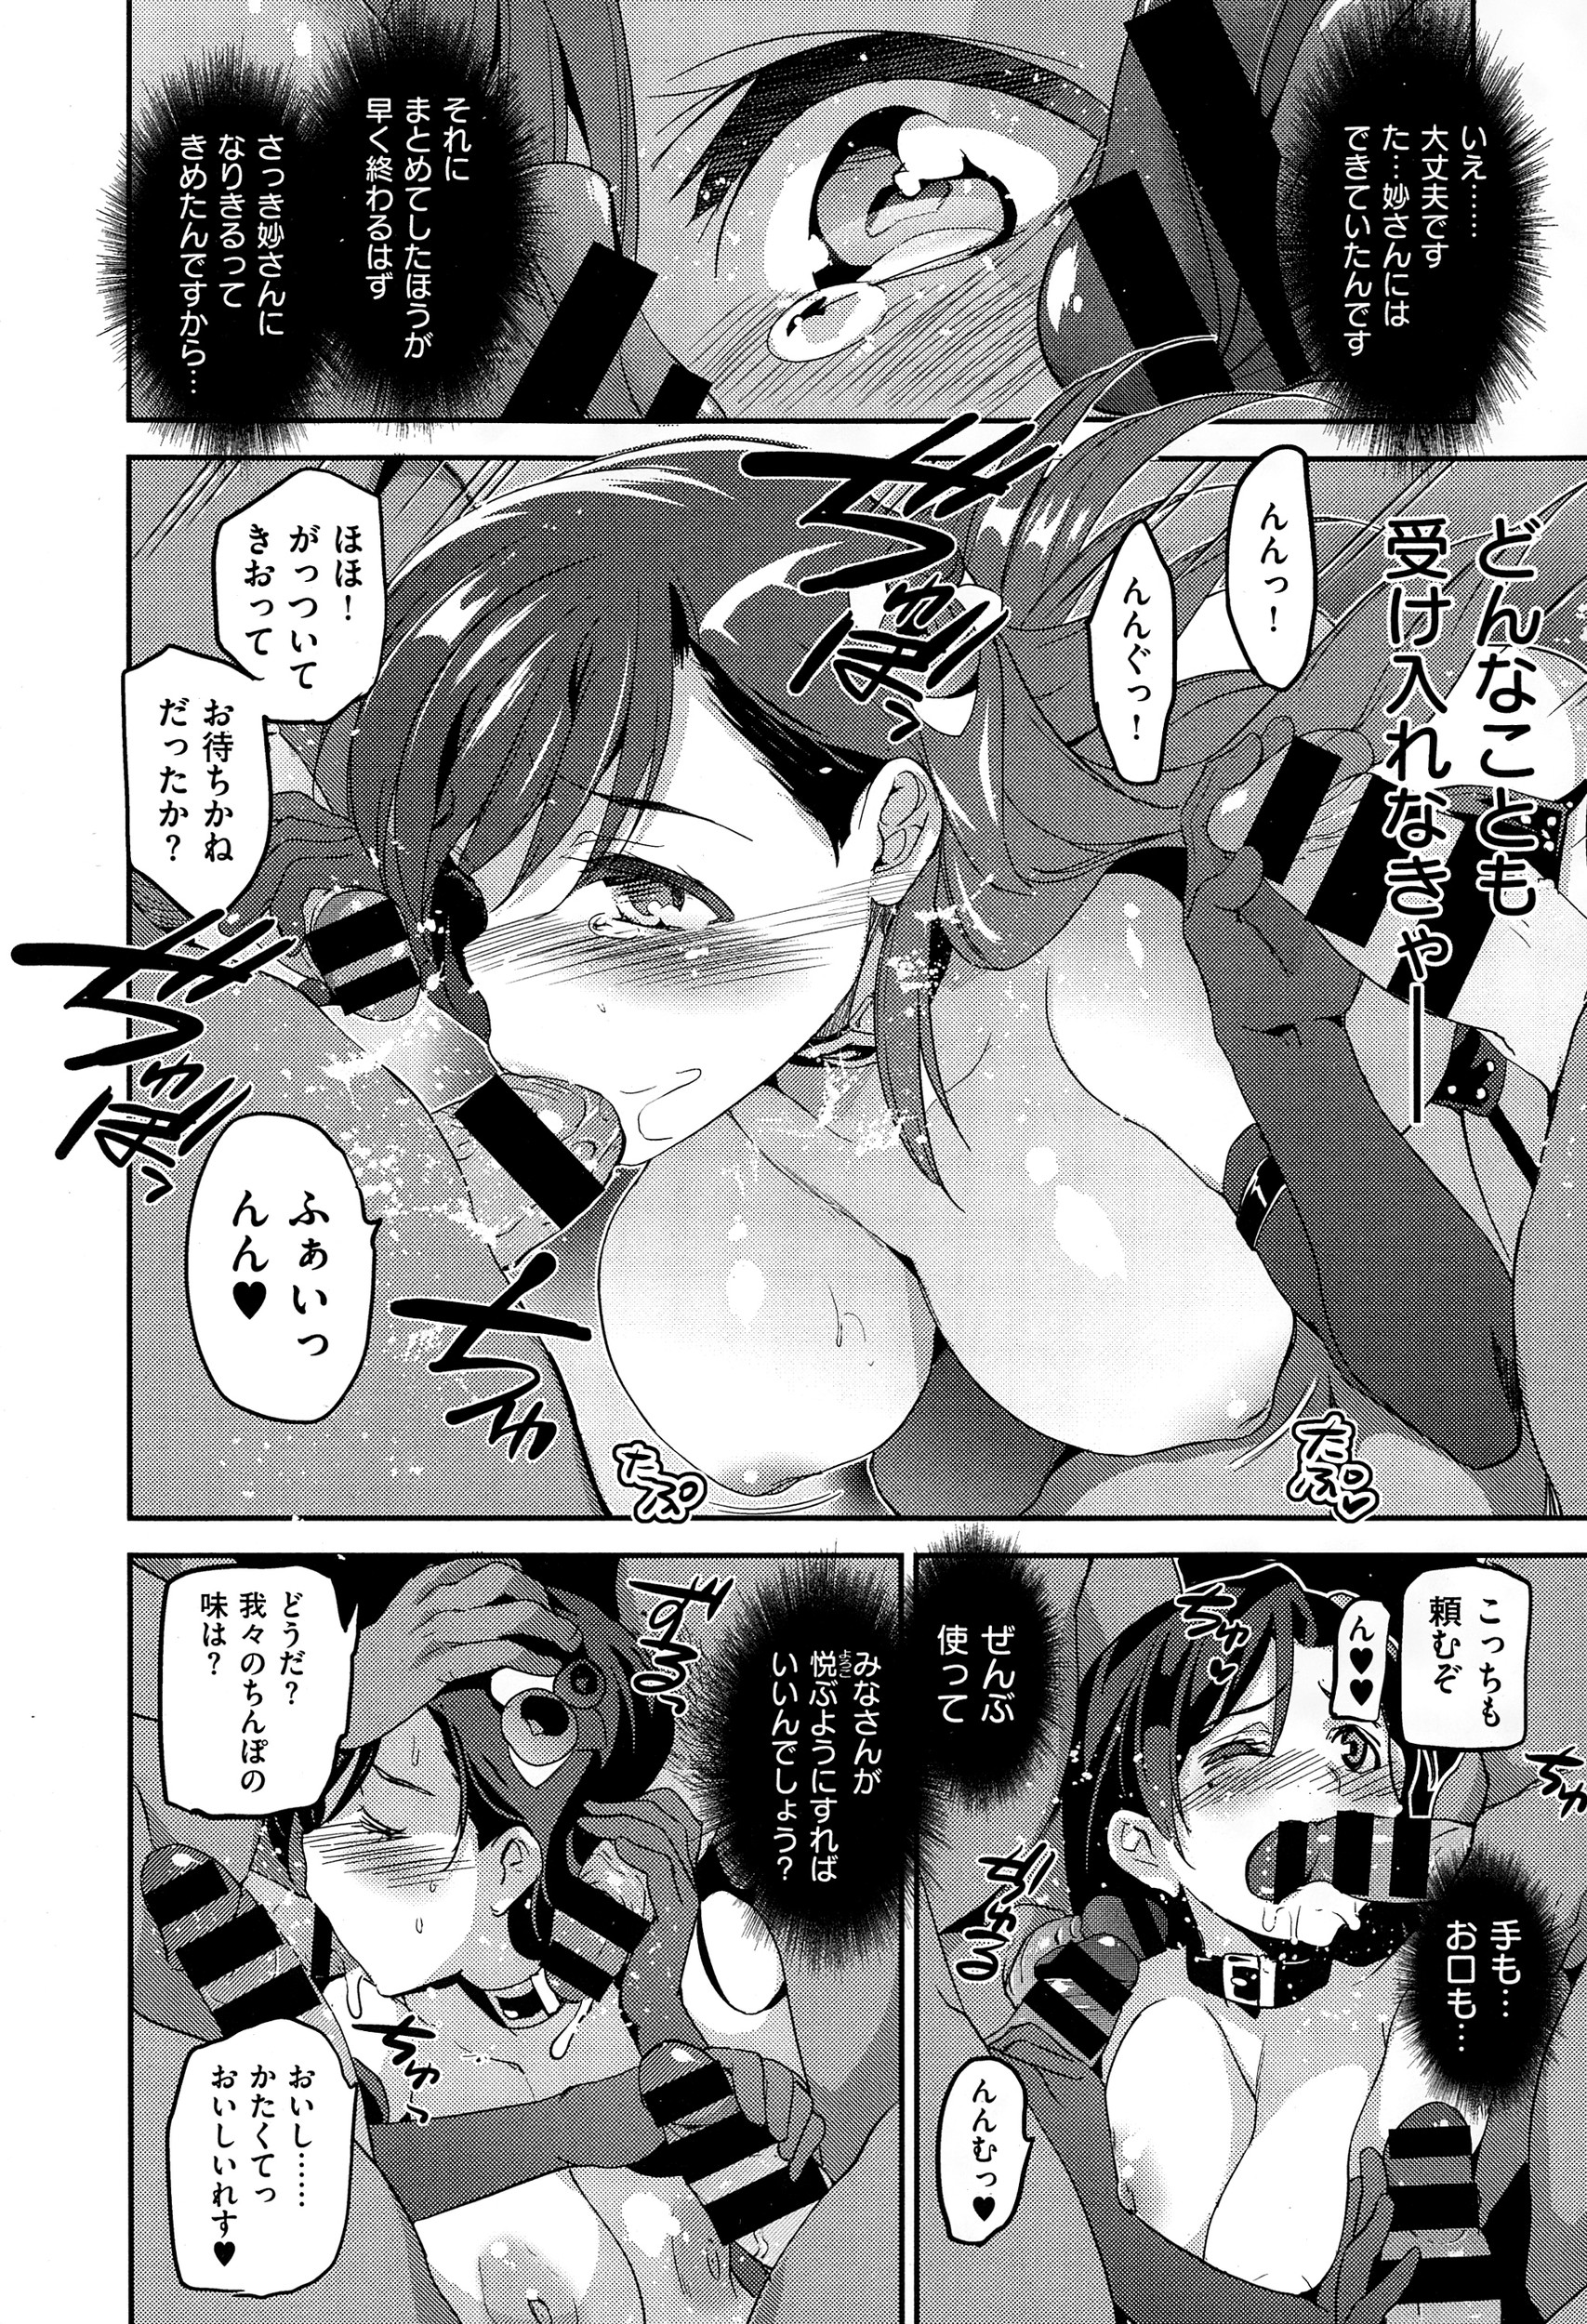 いえ……
大丈夫です
た…妙さんには
できていたんです
それに
まとめてしたほうが
早く終わるはず
さっき妙さんに
なりきるって
きめたんですから…
どんなことも
受け入れなきゃ――
んんっ！
んんぐっ！
ほほ！
がっついて
きおって
お待ちかね
だったか？
ふぁいっ
んん♥
たぷ
たぷ
こっちも
頼むぞ
ん♥♥
手も…
お口も…
んんむっ♥
ぜんぶ
使って
みなさんが
悦ぶようにすれば
よろこ
いいんでしょう？
どうだ？
我々のちんぽの
味は？
おいし……
かたくてっ
おいしいれす♥
ちゅ
ちゅ
ちゅ